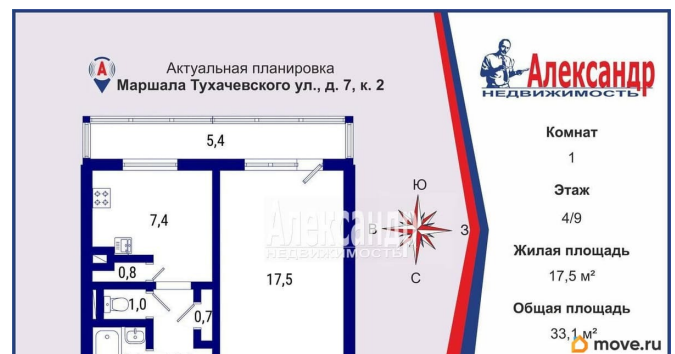 Актуальная планировка
Маршала Тухачевского ул., д. 7, к. 2
5,4
7,4
17,5
0,8
1,0
0,7
Ю
В
З
С
Александр
НЕДВИЖИМОСТЬ
Александр
НЕДВИЖИМОСТЬ
Комнат
1
Этаж
4/9
Жилая площадь
17,5 м²
Общая площадь
33,1 м²
move.ru